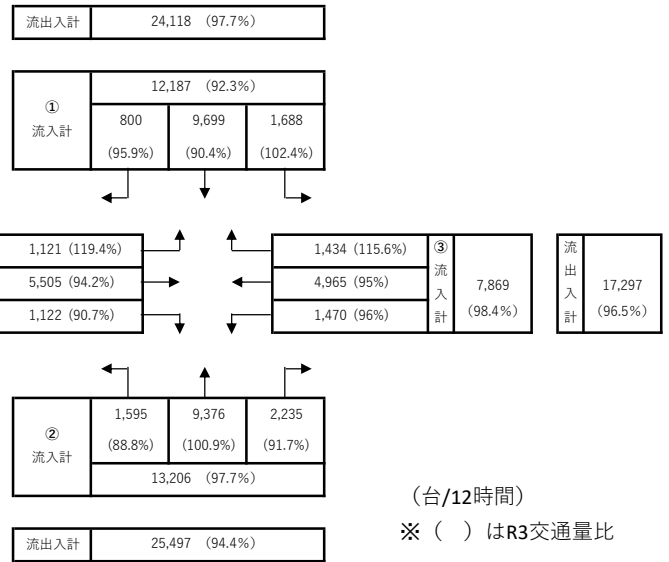 流出入計 24,118 (97.7%)
12,187 (92.3%)
①
流入計
800 9,699 1,688
(95.9%) (90.4%) (102.4%)
1,121 (119.4%)
5,505 (94.2%)
1,122 (90.7%)
1,434 (115.6%)
4,965 (95%)
1,470 (96%)
③
流入計
7,869
(98.4%)
流出入計
17,297
(96.5%)
②
流入計
1,595 9,376 2,235
(88.8%) (100.9%) (91.7%)
13,206 (97.7%)
流出入計 25,497 (94.4%)
（台/12時間）
※（　）はR3交通量比